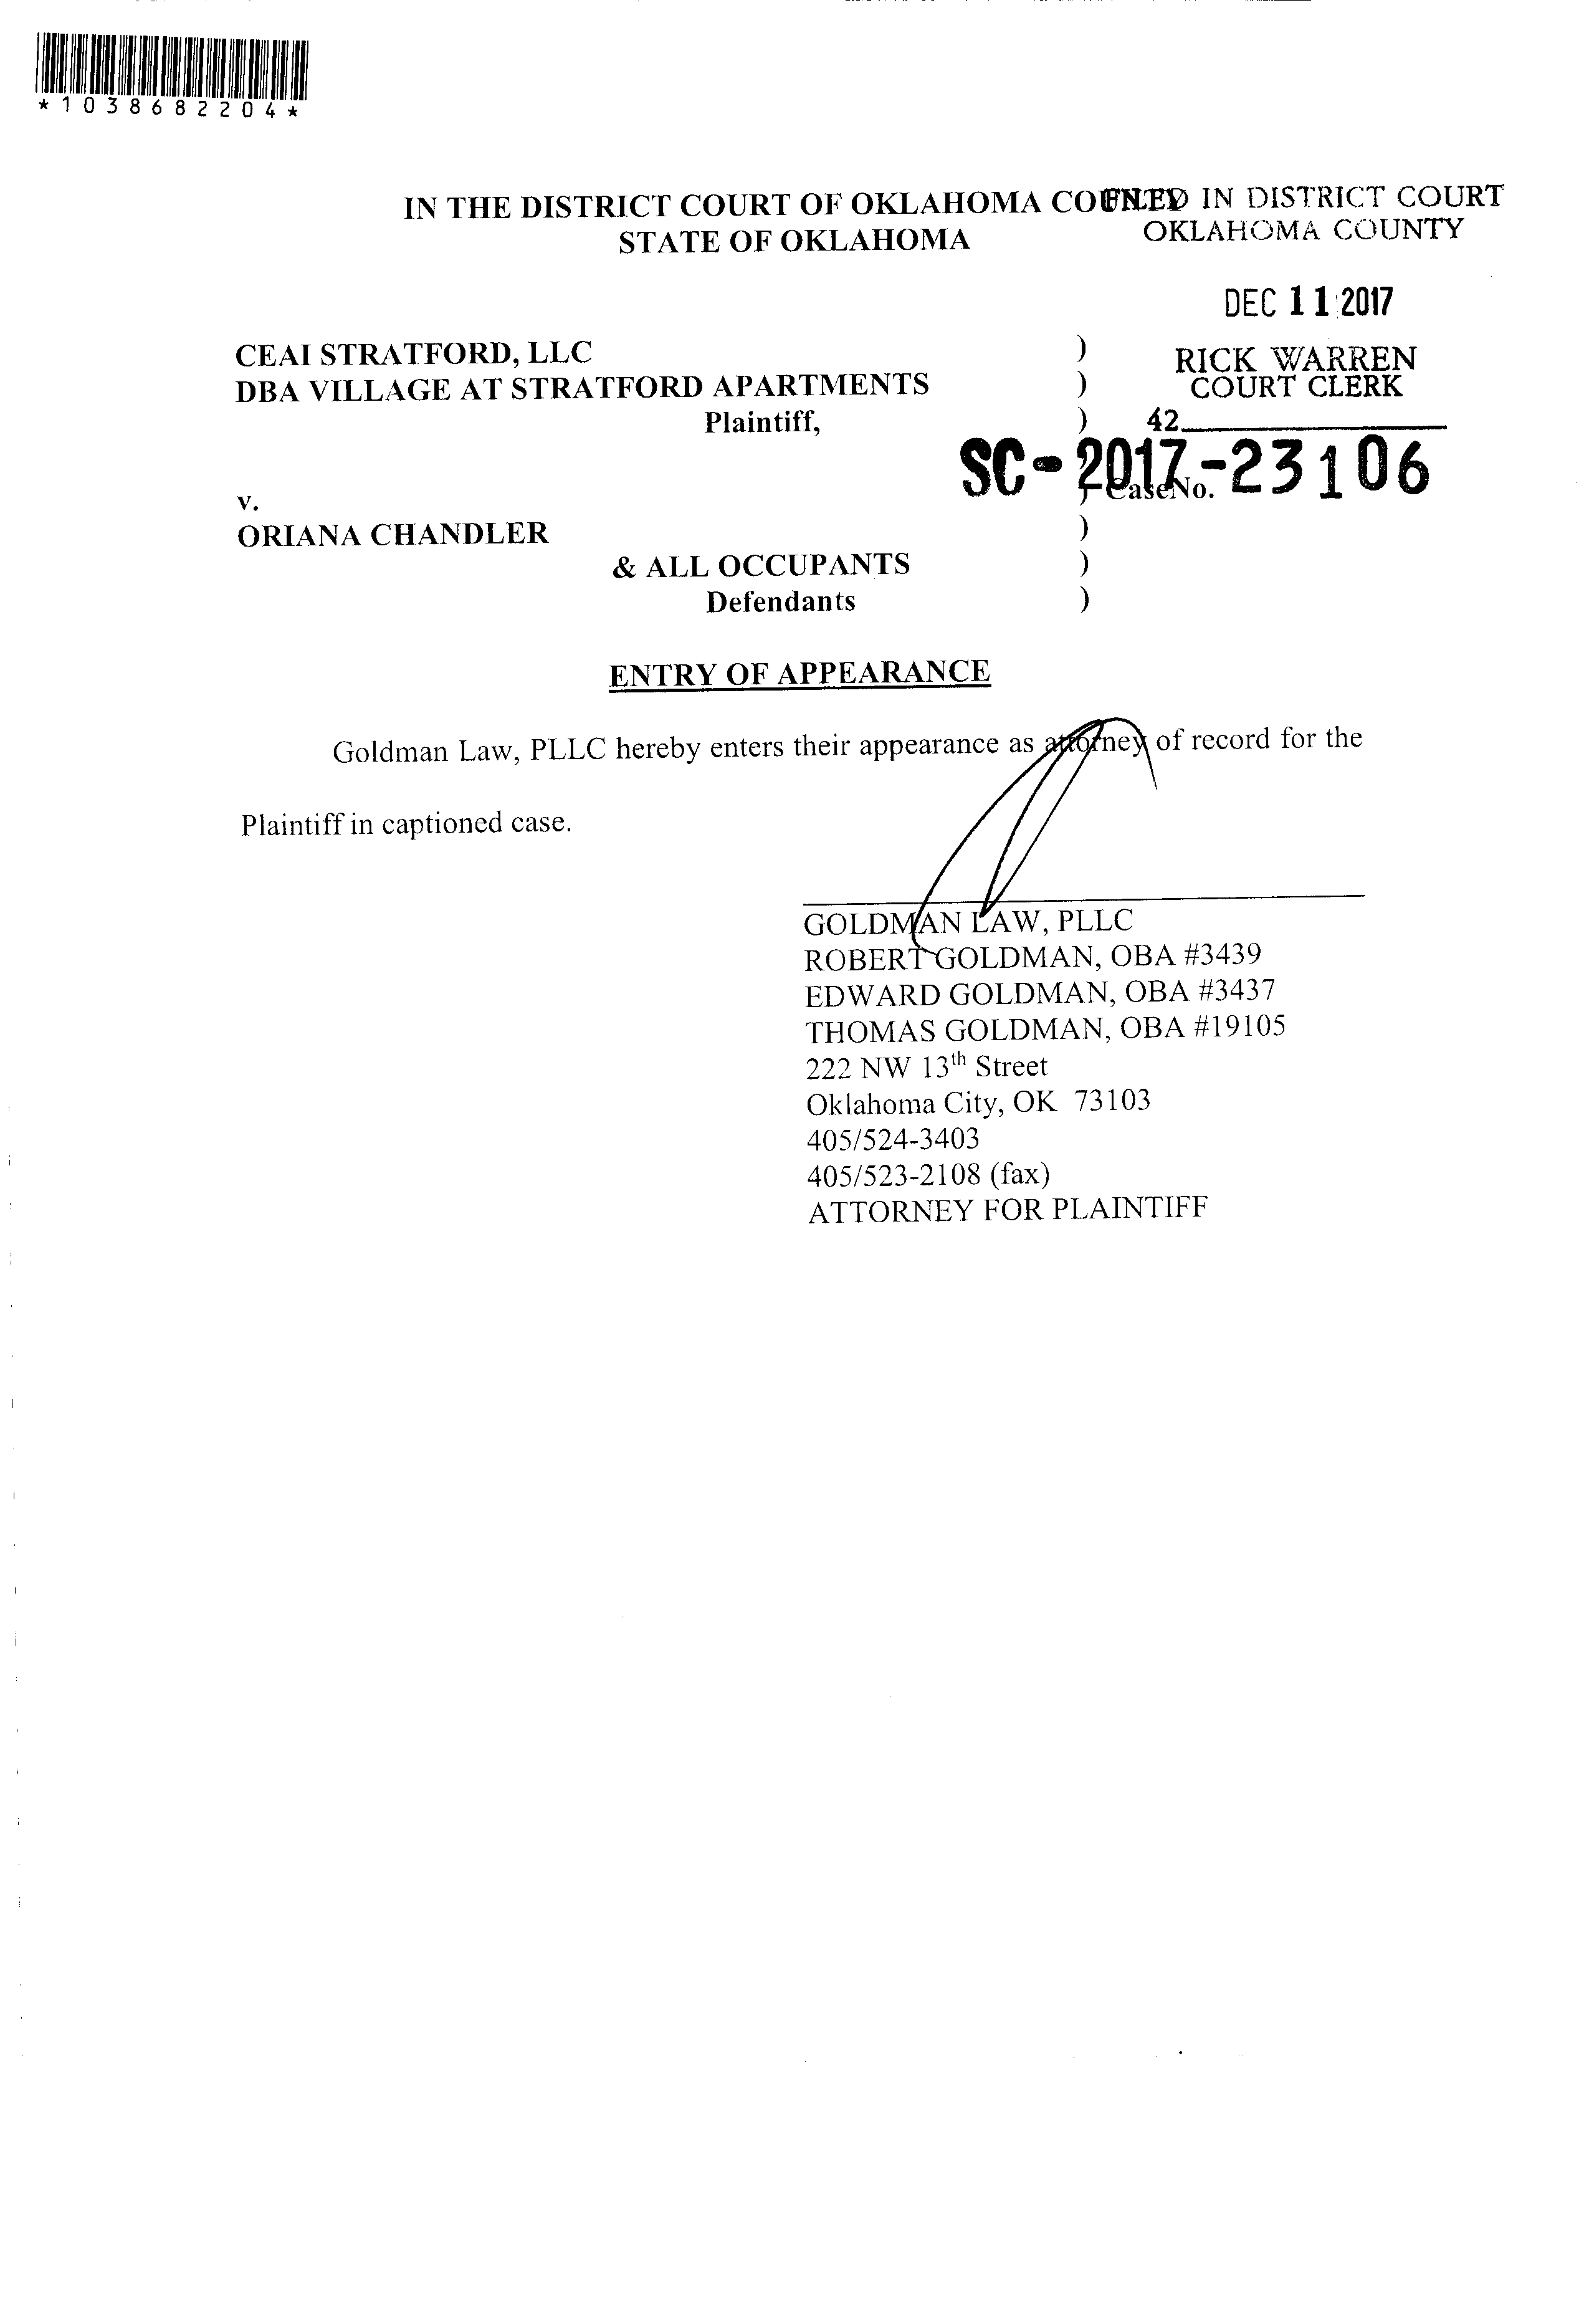 *1038682204*
IN THE DISTRICT COURT OF OKLAHOMA COUNTY
STATE OF OKLAHOMA
FILED IN DISTRICT COURT
OKLAHOMA COUNTY
DEC 11 2017
RICK WARREN
COURT CLERK
42
CEAI STRATFORD, LLC )
DBA VILLAGE AT STRATFORD APARTMENTS )
Plaintiff, )
SC-2017-23106
) Case No.
v.
ORIANA CHANDLER )
& ALL OCCUPANTS )
Defendants )
ENTRY OF APPEARANCE
Goldman Law, PLLC hereby enters their appearance as attorney of record for the
Plaintiff in captioned case.
GOLDMAN LAW, PLLC
ROBERT GOLDMAN, OBA #3439
EDWARD GOLDMAN, OBA #3437
THOMAS GOLDMAN, OBA #19105
222 NW 13th Street
Oklahoma City, OK 73103
405/524-3403
405/523-2108 (fax)
ATTORNEY FOR PLAINTIFF